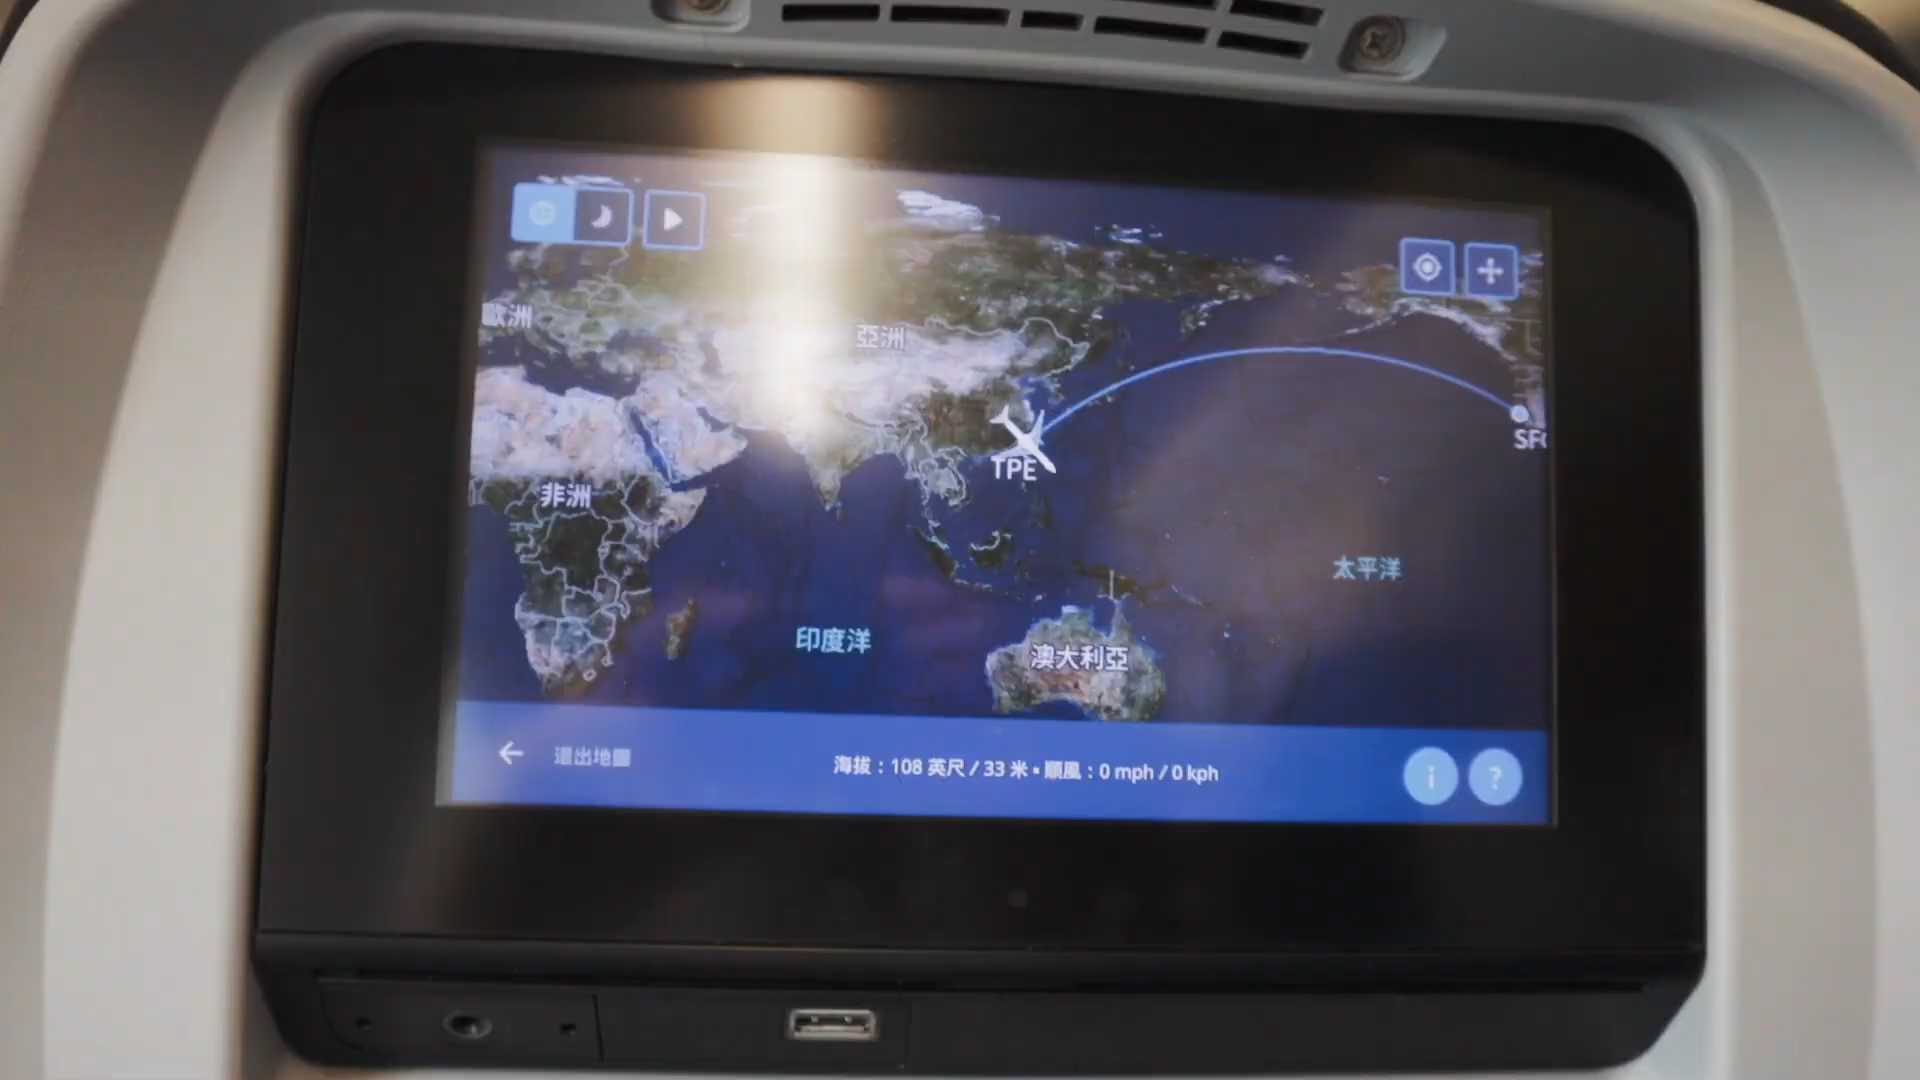 歐洲
亞洲
TPE
SF
非洲
太平洋
印度洋
澳大利亞
退出地圖
海拔：108 英尺 / 33 米 ▪ 順風：0 mph / 0 kph
i
?